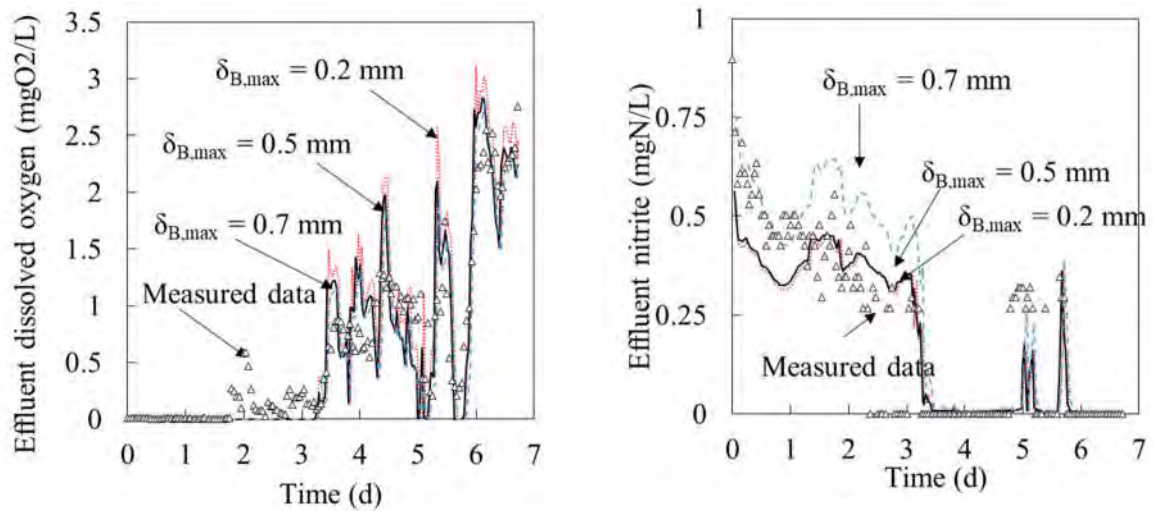 Effluent dissolved oxygen (mgO2/L)
3.5
3
2.5
2
1.5
1
0.5
0
δB,max = 0.2 mm
δB,max = 0.5 mm
δB,max = 0.7 mm
Measured data
0 1 2 3 4 5 6 7
Time (d)
Effluent nitrite (mgN/L)
1
0.75
0.5
0.25
0
δB,max = 0.7 mm
δB,max = 0.5 mm
δB,max = 0.2 mm
Measured data
0 1 2 3 4 5 6 7
Time (d)